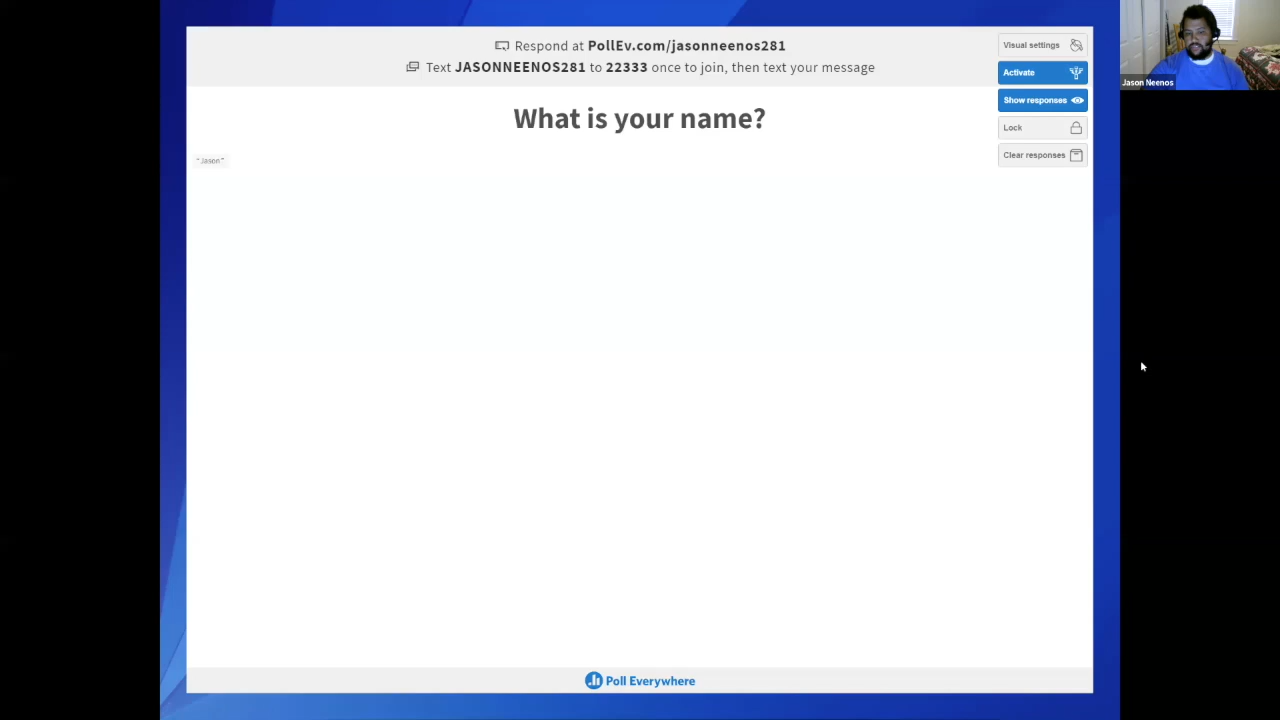 Respond at PollEv.com/jasonneenos281
Text JASONNEENOS281 to 22333 once to join, then text your message
What is your name?
"Jason"
Visual settings
Activate
Show responses
Lock
Clear responses
Jason Neenos
Poll Everywhere